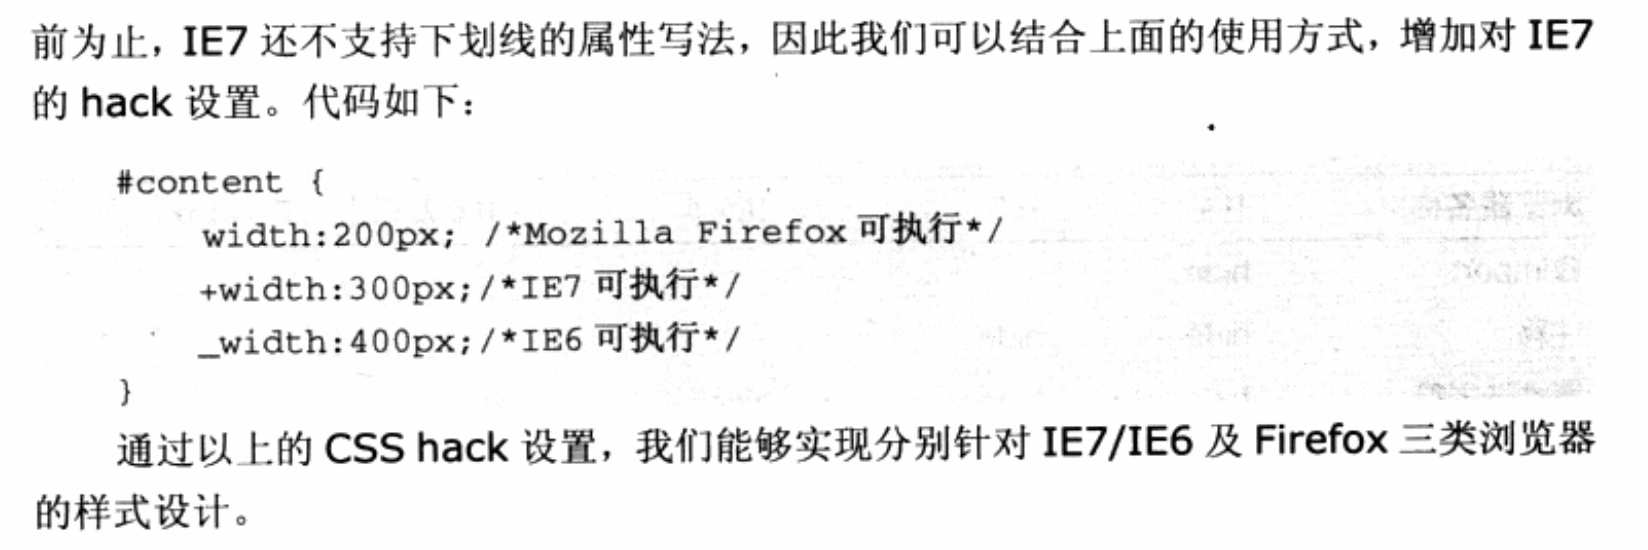 前为止，IE7 还不支持下划线的属性写法，因此我们可以结合上面的使用方式，增加对 IE7
的 hack 设置。代码如下：
#content {
width:200px; /*Mozilla Firefox 可执行*/
+width:300px;/*IE7 可执行*/
_width:400px;/*IE6 可执行*/
}
通过以上的 CSS hack 设置，我们能够实现分别针对 IE7/IE6 及 Firefox 三类浏览器
的样式设计。